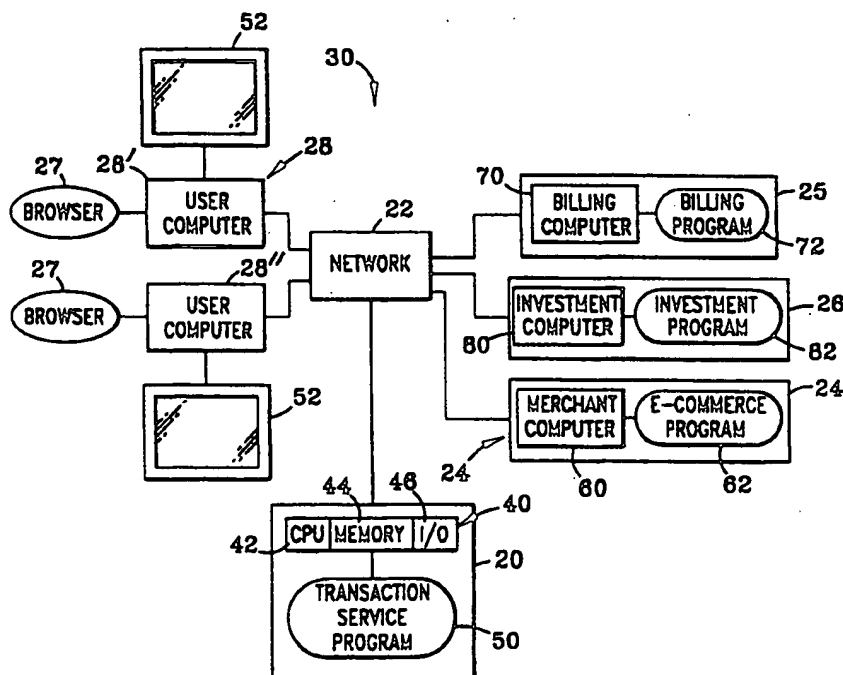 52
30
27
28'
28
BROWSER
USER
COMPUTER
22
NETWORK
70
BILLING
COMPUTER
BILLING
PROGRAM
25
72
27
28''
BROWSER
USER
COMPUTER
INVESTMENT
COMPUTER
INVESTMENT
PROGRAM
26
80
82
52
MERCHANT
COMPUTER
E-COMMERCE
PROGRAM
24
24
60
62
44
46
40
42
CPU
MEMORY
I/O
20
TRANSACTION
SERVICE
PROGRAM
50